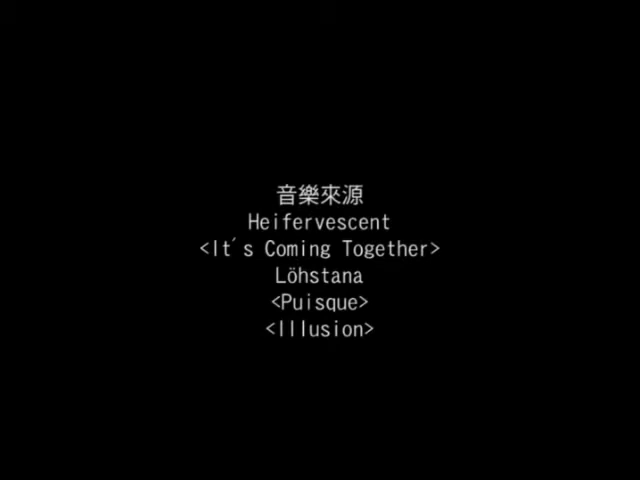 音樂來源
Heifervescent
<It´s Coming Together>
Löhstana
<Puisque>
<Illusion>